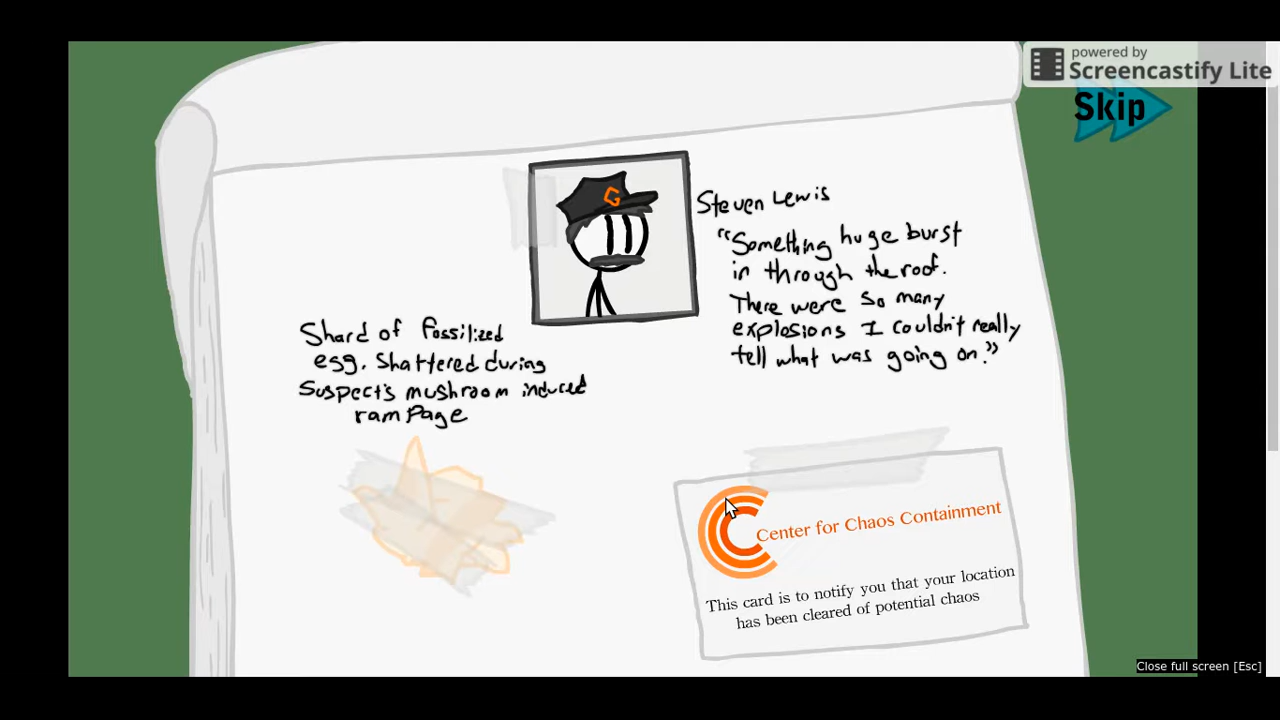 powered by
Screencastify Lite
Skip
G
Steven Lewis
"Something huge burst
in through the roof.
There were so many
explosions I couldn't really
tell what was going on."
Shard of Fossilized
egg. Shattered during
Suspect's mushroom induced
rampage
Center for Chaos Containment
This card is to notify you that your location
has been cleared of potential chaos
Close full screen [Esc]